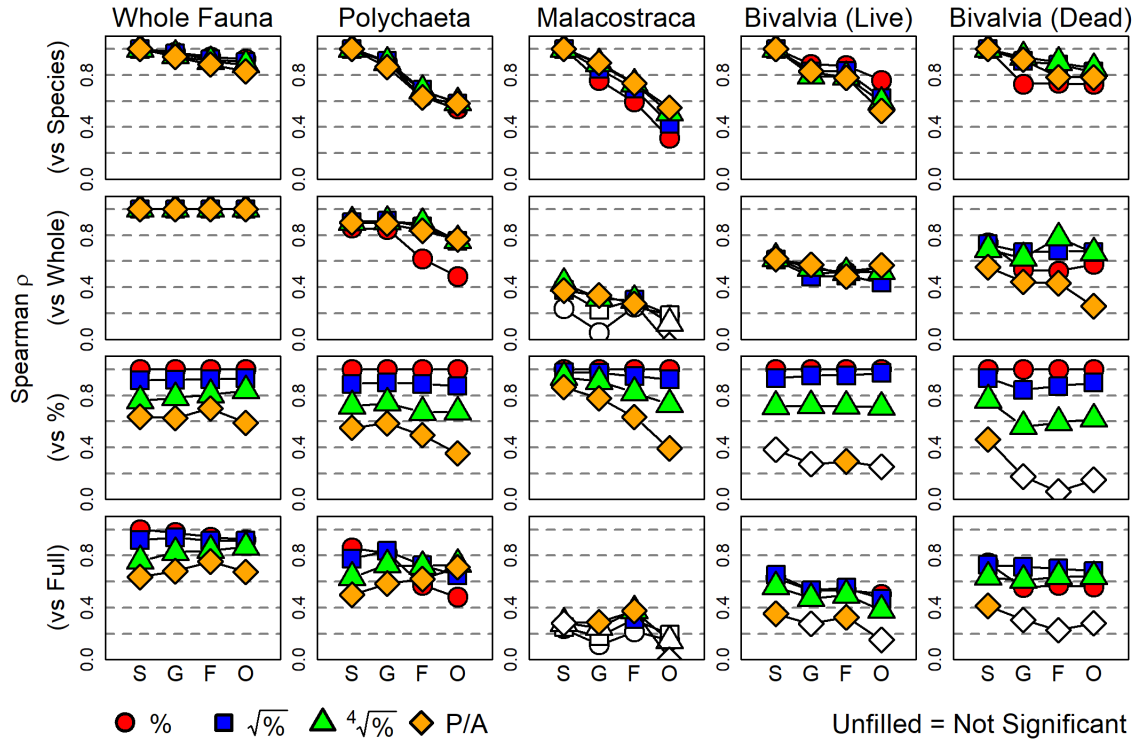 Whole Fauna Polychaeta Malacostraca Bivalvia (Live) Bivalvia (Dead)
Spearman ρ
(vs Species)
0.0 0.4 0.8 0.0 0.4 0.8 0.0 0.4 0.8 0.0 0.4 0.8 0.0 0.4 0.8
(vs Whole)
0.0 0.4 0.8 0.0 0.4 0.8 0.0 0.4 0.8 0.0 0.4 0.8 0.0 0.4 0.8
(vs %)
0.0 0.4 0.8 0.0 0.4 0.8 0.0 0.4 0.8 0.0 0.4 0.8 0.0 0.4 0.8
(vs Full)
0.0 0.4 0.8 0.0 0.4 0.8 0.0 0.4 0.8 0.0 0.4 0.8 0.0 0.4 0.8
S G F O S G F O S G F O S G F O S G F O
% √% ⁴√% P/A Unfilled = Not Significant